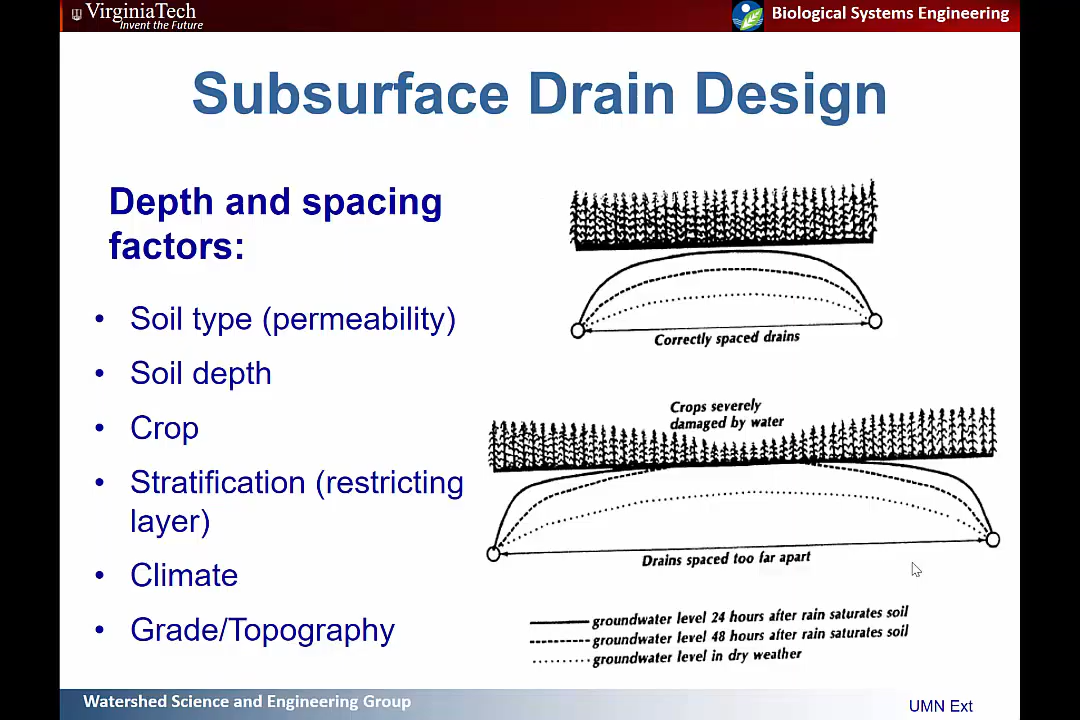 VirginiaTech
Invent the Future
Biological Systems Engineering
Subsurface Drain Design
Depth and spacing
factors:
• Soil type (permeability)
• Soil depth
• Crop
• Stratification (restricting
layer)
• Climate
• Grade/Topography
Correctly spaced drains
Crops severely
damaged by water
Drains spaced too far apart
groundwater level 24 hours after rain saturates soil
groundwater level 48 hours after rain saturates soil
groundwater level in dry weather
Watershed Science and Engineering Group
UMN Ext